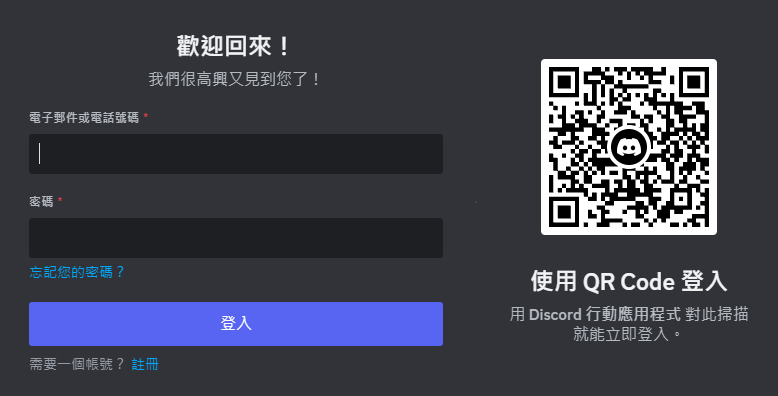 歡迎回來！
我們很高興又見到您了！
電子郵件或電話號碼 *
密碼 *
忘記您的密碼？
登入
需要一個帳號？ 註冊
使用 QR Code 登入
用 Discord 行動應用程式 對此掃描
就能立即登入。